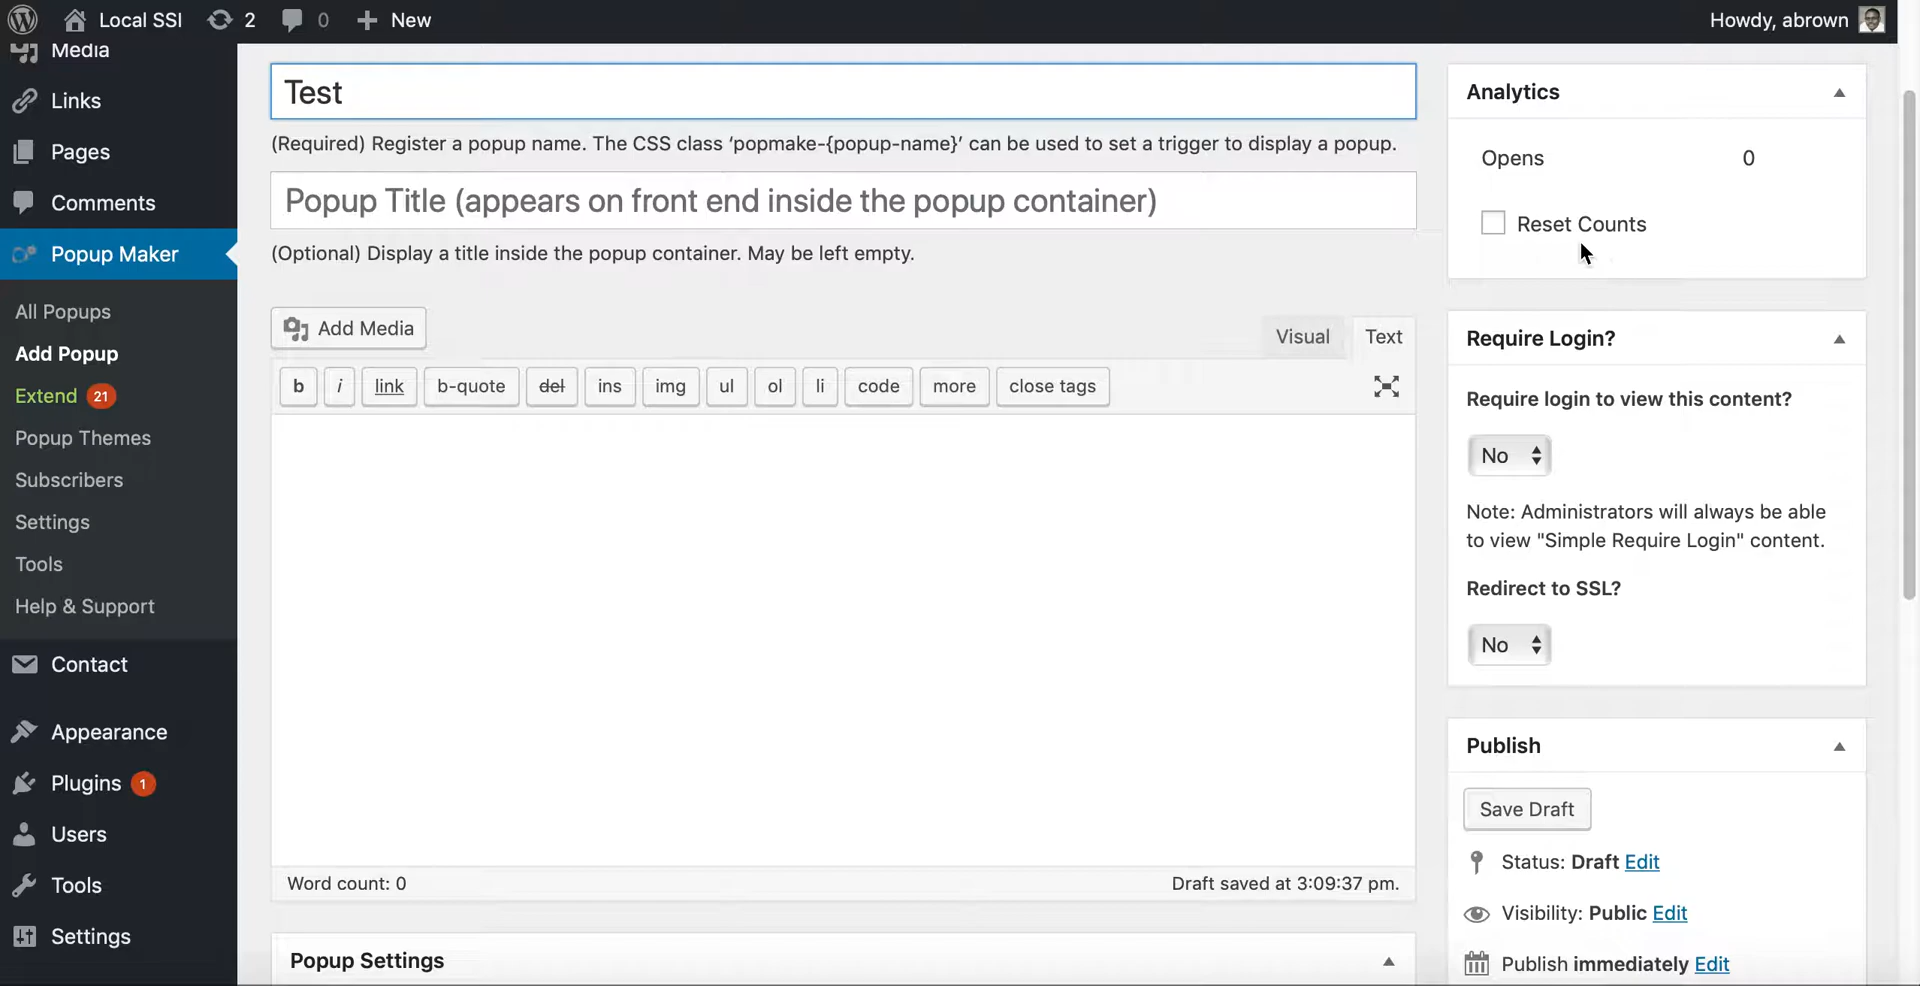 Local SSI 2 0 New
Howdy, abrown
Media
Links
Pages
Comments
Popup Maker
All Popups
Add Popup
Extend 21
Popup Themes
Subscribers
Settings
Tools
Help & Support
Contact
Appearance
Plugins 1
Users
Tools
Settings
Test
(Required) Register a popup name. The CSS class ‘popmake-{popup-name}’ can be used to set a trigger to display a popup.
Popup Title (appears on front end inside the popup container)
(Optional) Display a title inside the popup container. May be left empty.
Add Media
Visual Text
b i link b-quote del ins img ul ol li code more close tags
Word count: 0
Draft saved at 3:09:37 pm.
Popup Settings
Analytics
Opens 0
Reset Counts
Require Login?
Require login to view this content?
No
Note: Administrators will always be able
to view "Simple Require Login" content.
Redirect to SSL?
No
Publish
Save Draft
Status: Draft Edit
Visibility: Public Edit
Publish immediately Edit